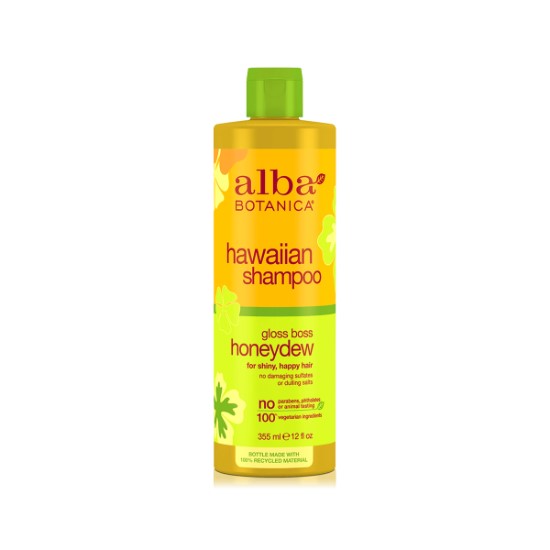 alba
BOTANICA®
hawaiian
shampoo
gloss boss
honeydew
for shiny, happy hair
no damaging sulfates
or dulling salts
no parabens, phthalates
or animal testing
100% vegetarian ingredients
355 ml ℮ 12 fl oz
BOTTLE MADE WITH
100% RECYCLED MATERIAL